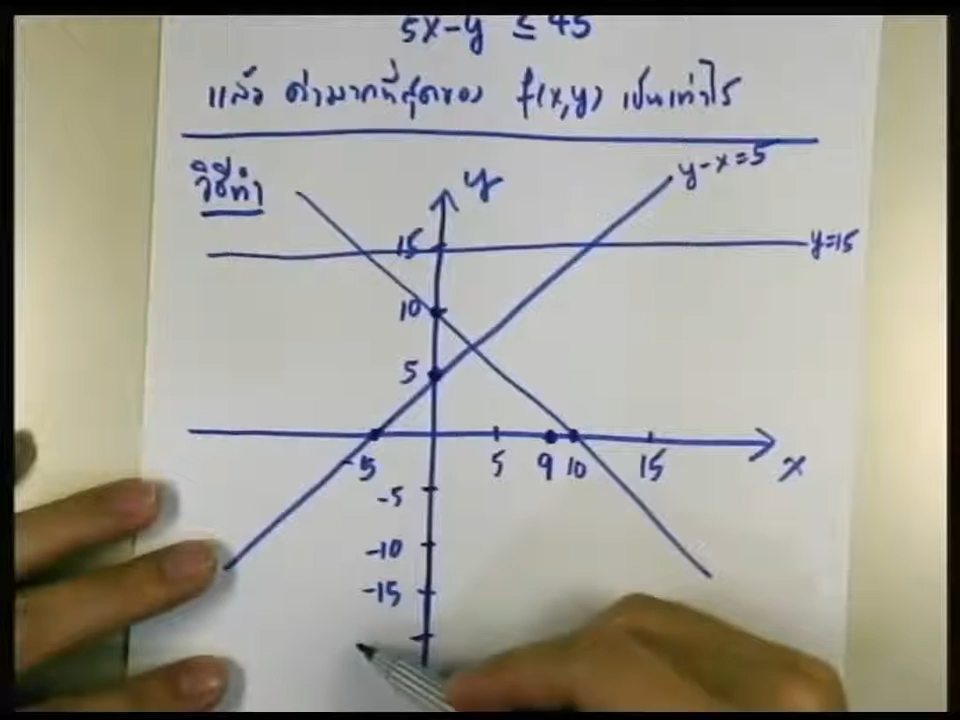 5x-y ≤ 45
แล้ว ค่ามากที่สุดของ f(x,y) เป็นเท่าไร
วิธีทำ
y
y-x=5
15
y=15
10
5
-5
5
9
10
15
x
-5
-10
-15